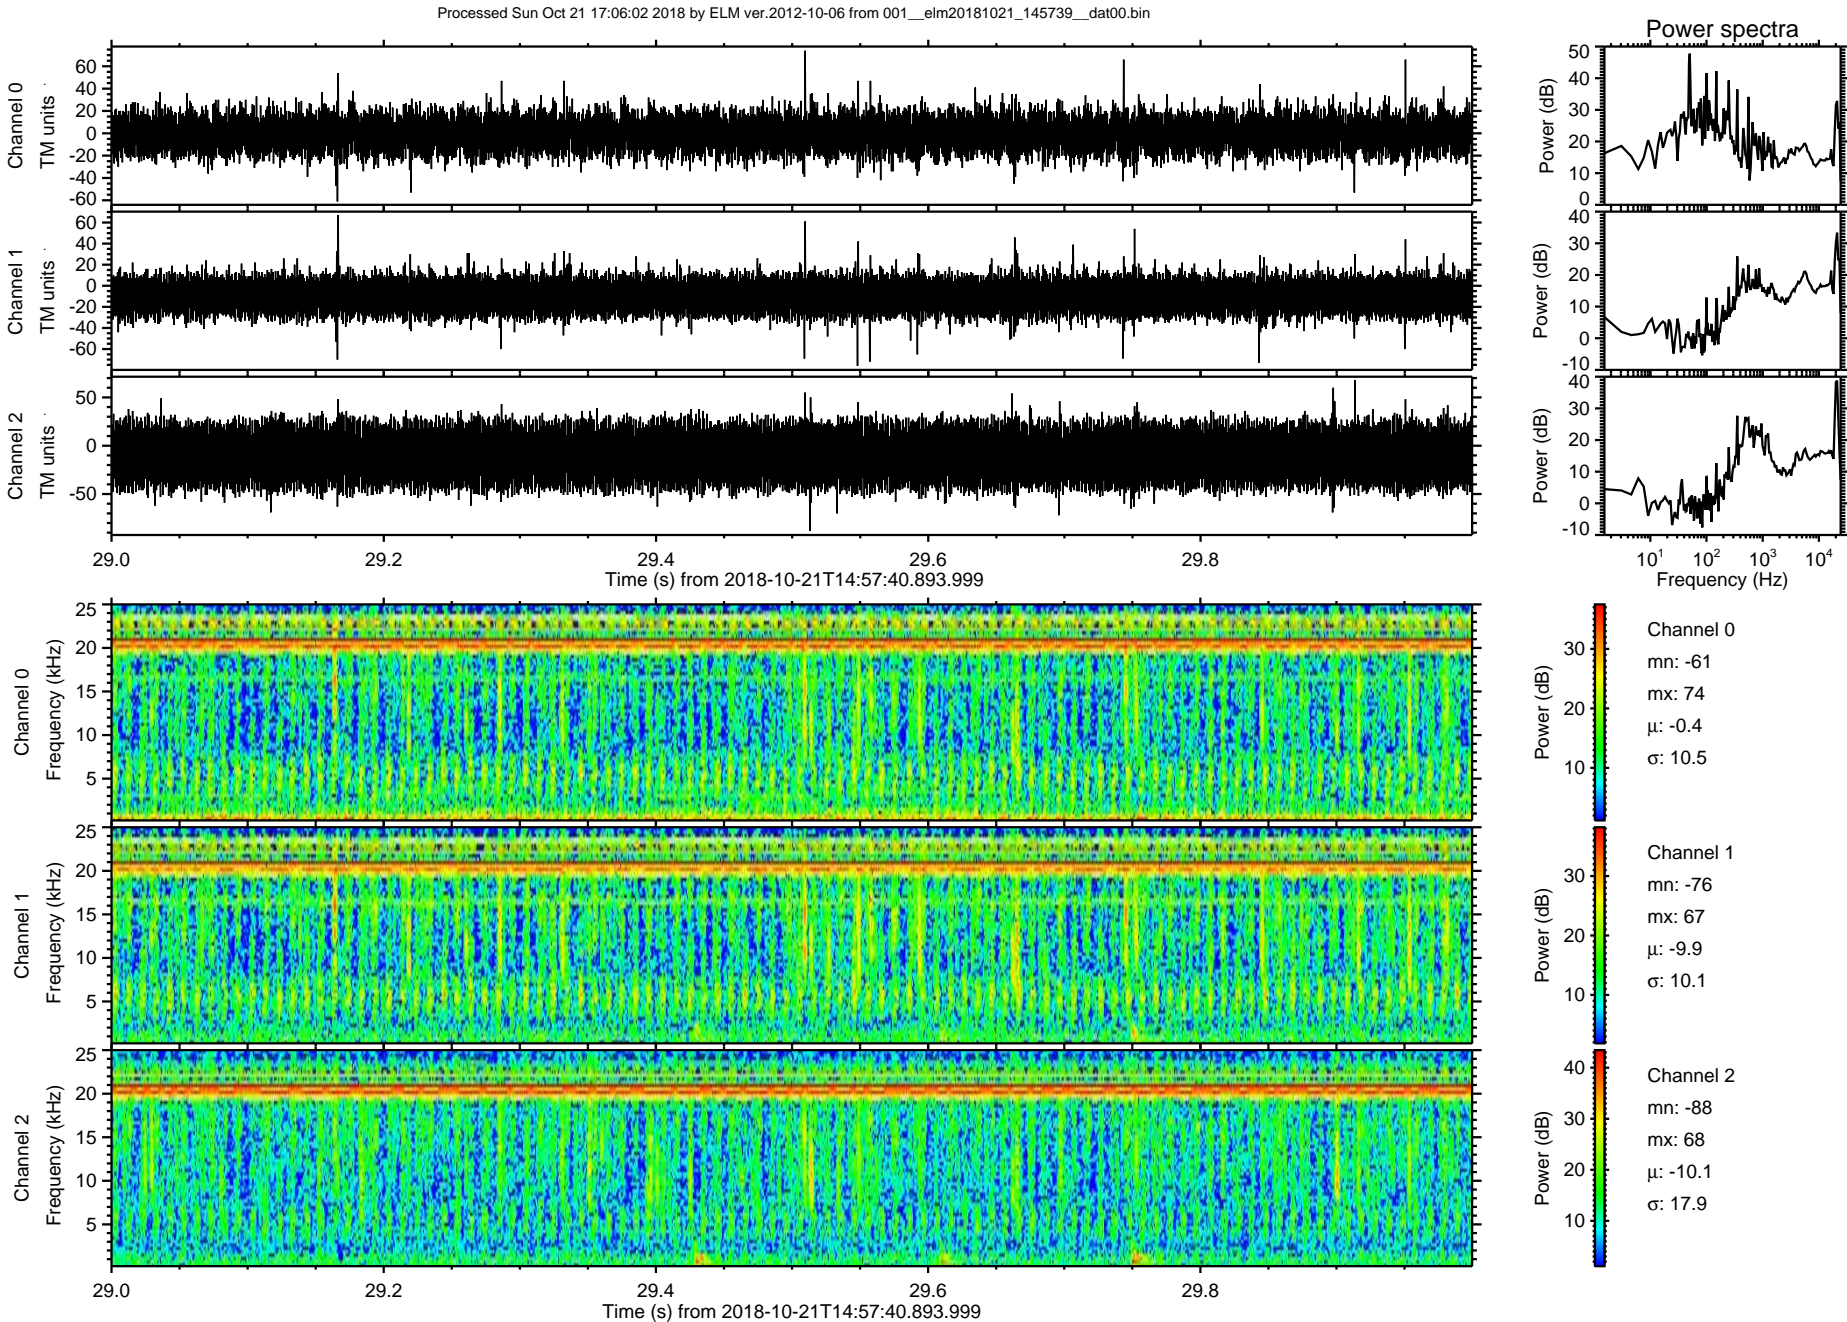 Processed Sun Oct 21 17:06:02 2018 by ELM ver.2012-10-06 from 001__elm20181021_145739__dat00.bin
Power spectra
Channel 0
TM units
60
40
20
0
-20
-40
-60
Power (dB)
50
40
30
20
10
0
Channel 1
TM units
60
40
20
0
-20
-40
-60
Power (dB)
40
30
20
10
0
-10
Channel 2
TM units
50
0
-50
Power (dB)
40
30
20
10
0
-10
29.0 29.2 29.4 29.6 29.8
Time (s) from 2018-10-21T14:57:40.893.999
10¹ 10² 10³ 10⁴
Frequency (Hz)
Channel 0
Frequency (kHz)
25
20
15
10
5
Power (dB)
30
20
10
Channel 0
mn: -61
mx: 74
μ: -0.4
σ: 10.5
Channel 1
Frequency (kHz)
25
20
15
10
5
Power (dB)
30
20
10
Channel 1
mn: -76
mx: 67
μ: -9.9
σ: 10.1
Channel 2
Frequency (kHz)
25
20
15
10
5
Power (dB)
40
30
20
10
Channel 2
mn: -88
mx: 68
μ: -10.1
σ: 17.9
29.0 29.2 29.4 29.6 29.8
Time (s) from 2018-10-21T14:57:40.893.999